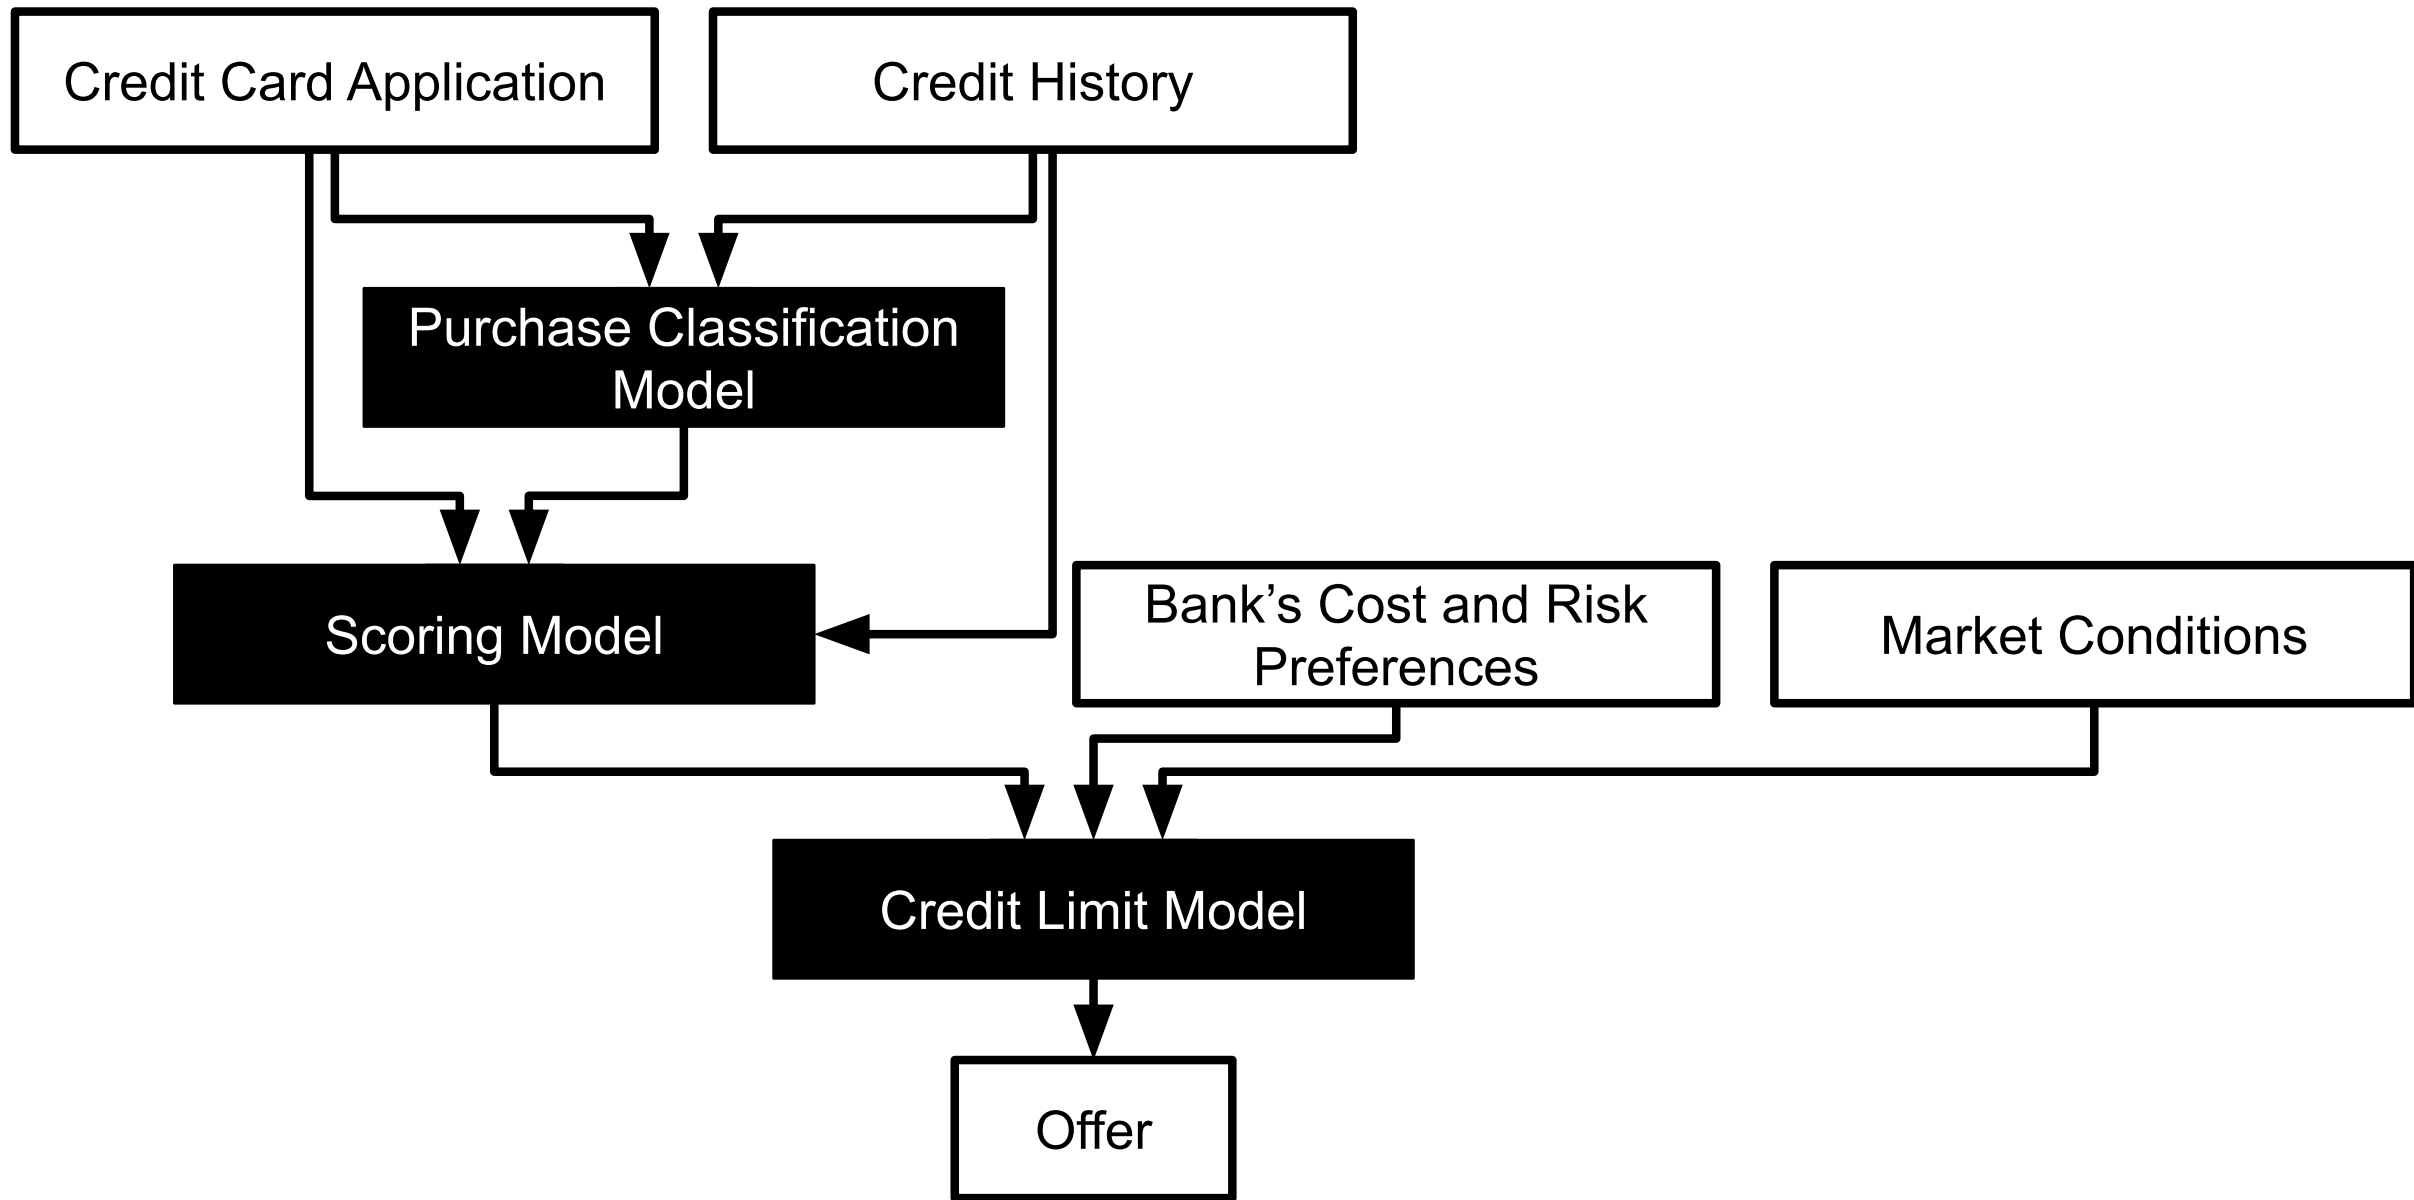 Credit Card Application
Credit History
Purchase Classification
Model
Scoring Model
Bank’s Cost and Risk
Preferences
Market Conditions
Credit Limit Model
Offer